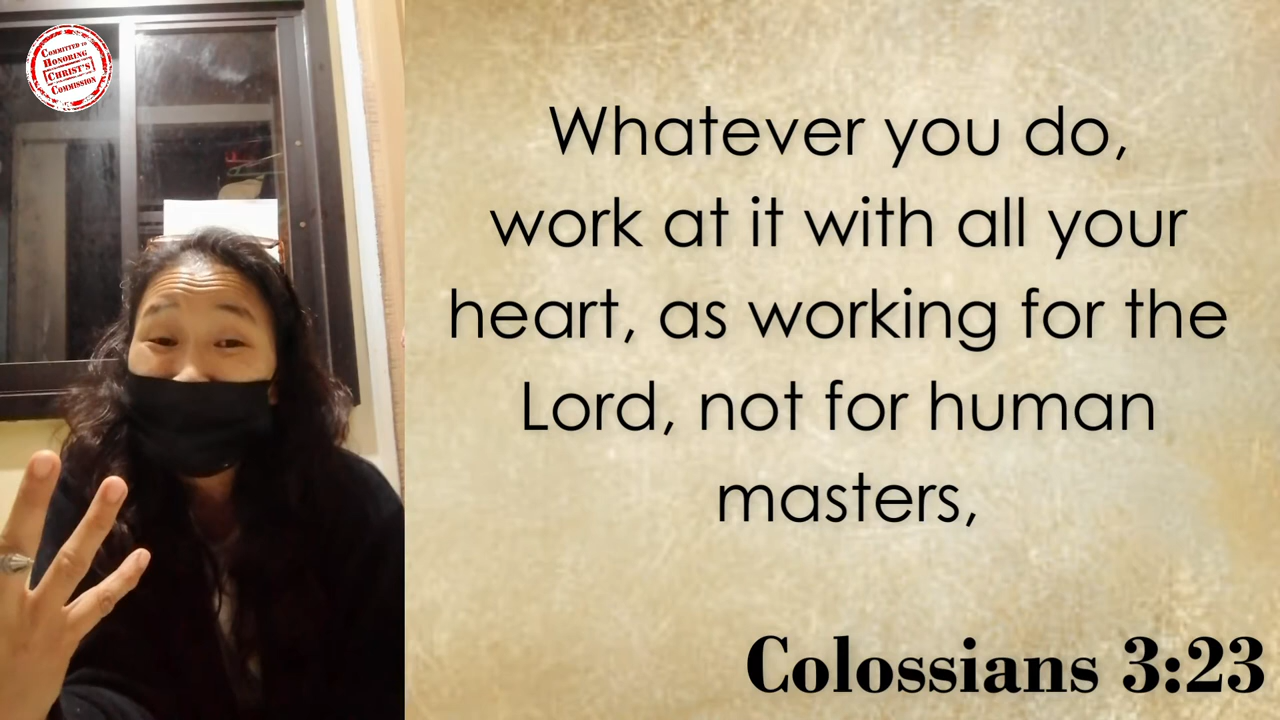 COMMITTED TO
HONORING
CHRIST'S
COMMISSION
Whatever you do,
work at it with all your
heart, as working for the
Lord, not for human
masters,
Colossians 3:23